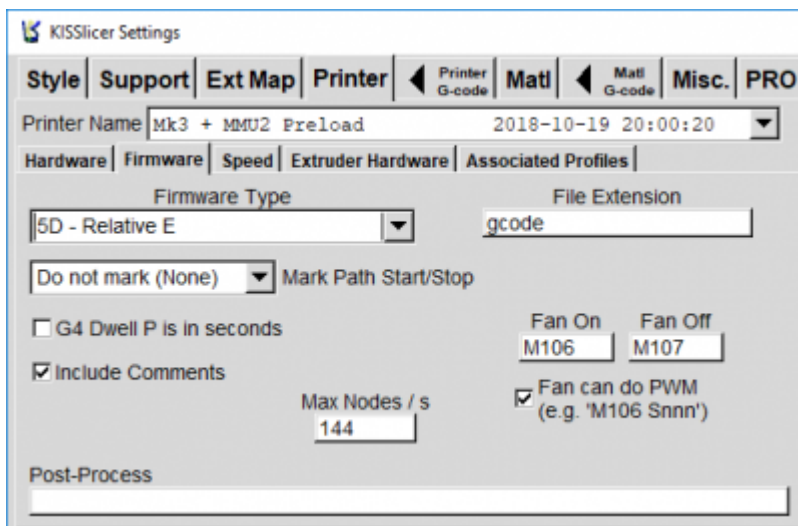 KISSlicer Settings
Style Support Ext Map Printer Printer G-code Matl Matl G-code Misc. PRO
Printer Name Mk3 + MMU2 Preload 2018-10-19 20:00:20
Hardware Firmware Speed Extruder Hardware Associated Profiles
Firmware Type File Extension
5D - Relative E gcode
Do not mark (None) Mark Path Start/Stop
G4 Dwell P is in seconds
Fan On Fan Off
M106 M107
Include Comments
Fan can do PWM
(e.g. 'M106 Snnn')
Max Nodes / s
144
Post-Process